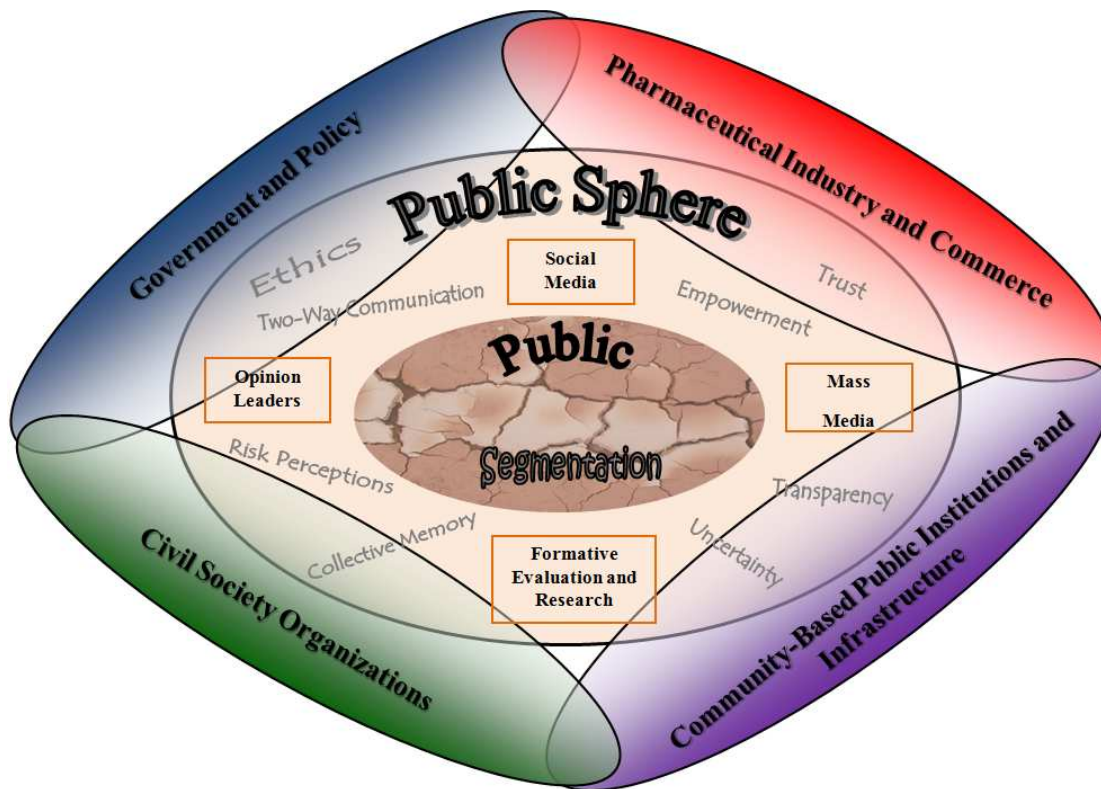 Government and Policy
Pharmaceutical Industry and Commerce
Public Sphere
Ethics
Two-Way Communication
Social
Media
Empowerment
Trust
Opinion
Leaders
Public
Segmentation
Mass
Media
Risk Perceptions
Collective Memory
Formative
Evaluation and
Research
Uncertainty
Transparency
Civil Society Organizations
Community-Based Public Institutions and
Infrastructure